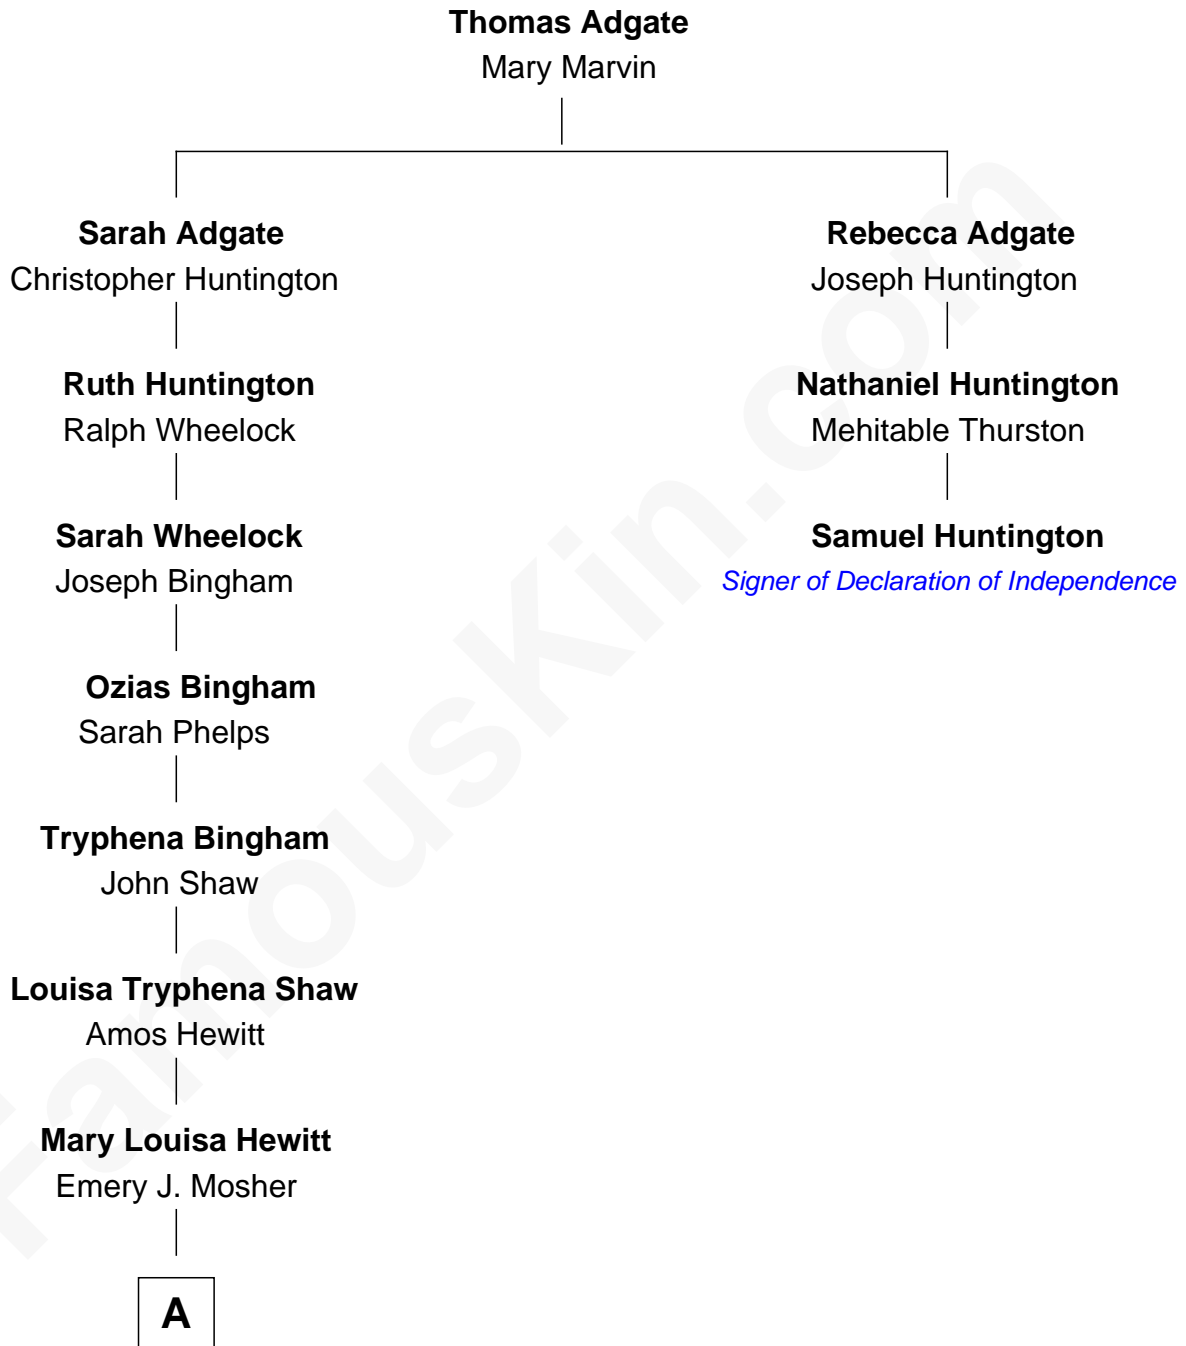 Thomas Adgate
Mary Marvin
Sarah Adgate
Christopher Huntington
Rebecca Adgate
Joseph Huntington
Ruth Huntington
Ralph Wheelock
Nathaniel Huntington
Mehitable Thurston
Sarah Wheelock
Joseph Bingham
Samuel Huntington
Signer of Declaration of Independence
Ozias Bingham
Sarah Phelps
Tryphena Bingham
John Shaw
Louisa Tryphena Shaw
Amos Hewitt
Mary Louisa Hewitt
Emery J. Mosher
A
FamousKin.com